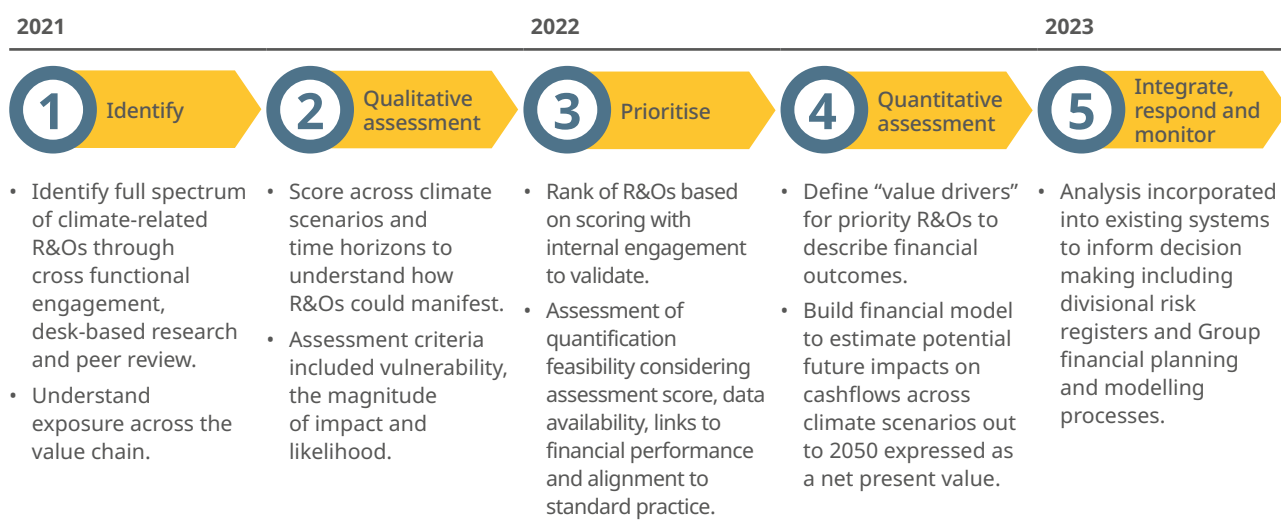 2021
2022
2023
1
Identify
2
Qualitative
assessment
3
Prioritise
4
Quantitative
assessment
5
Integrate,
respond and
monitor
• Identify full spectrum
of climate-related
R&Os through
cross functional
engagement,
desk-based research
and peer review.
• Understand
exposure across the
value chain.
• Score across climate
scenarios and
time horizons to
understand how
R&Os could manifest.
• Assessment criteria
included vulnerability,
the magnitude
of impact and
likelihood.
• Rank of R&Os based
on scoring with
internal engagement
to validate.
• Assessment of
quantification
feasibility considering
assessment score, data
availability, links to
financial performance
and alignment to
standard practice.
• Define “value drivers”
for priority R&Os to
describe financial
outcomes.
• Build financial model
to estimate potential
future impacts on
cashflows across
climate scenarios out
to 2050 expressed as
a net present value.
• Analysis incorporated
into existing systems
to inform decision
making including
divisional risk
registers and Group
financial planning
and modelling
processes.